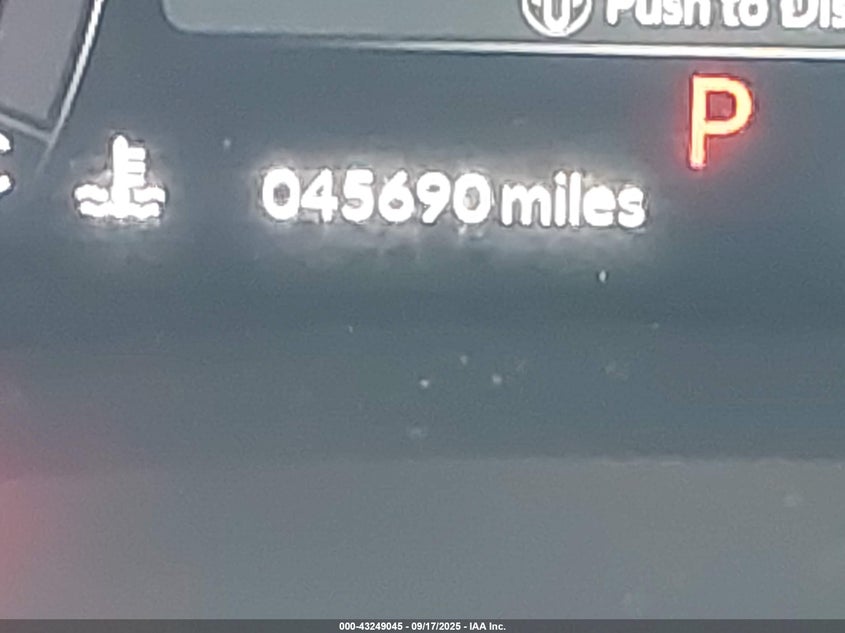 Push to Dis
P
045690 miles
000-43249045 - 09/17/2025 - IAA Inc.